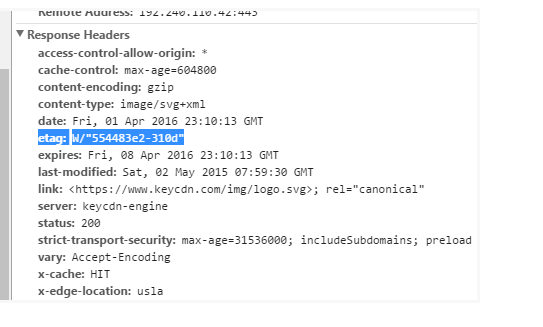 Remote Address: 192.240.110.42:443
Response Headers
access-control-allow-origin: *
cache-control: max-age=604800
content-encoding: gzip
content-type: image/svg+xml
date: Fri, 01 Apr 2016 23:10:13 GMT
etag: W/"554483e2-310d"
expires: Fri, 08 Apr 2016 23:10:13 GMT
last-modified: Sat, 02 May 2015 07:59:30 GMT
link: <https://www.keycdn.com/img/logo.svg>; rel="canonical"
server: keycdn-engine
status: 200
strict-transport-security: max-age=31536000; includeSubdomains; preload
vary: Accept-Encoding
x-cache: HIT
x-edge-location: usla